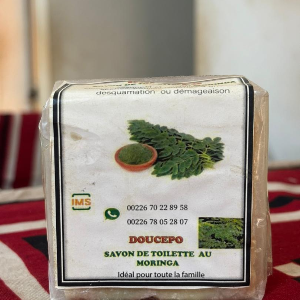 desquamation ou démageaison
IMS
00226 70 22 89 58
00226 78 05 28 07
DOUCEPO
SAVON DE TOILETTE AU
MORINGA
Idéal pour toute la famille